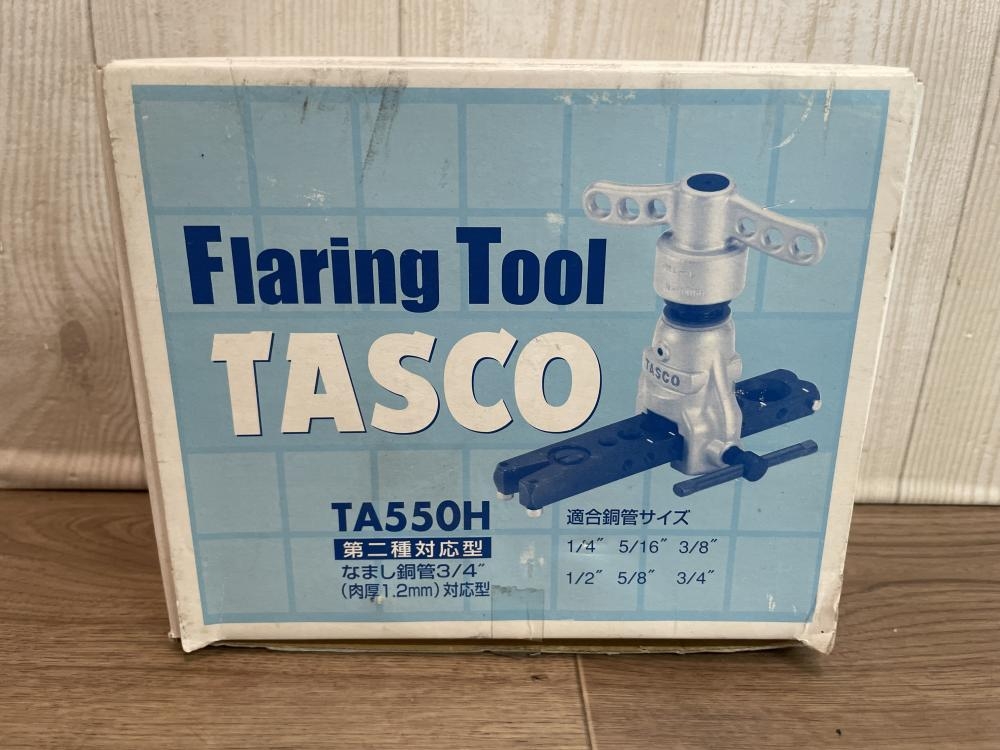 Flaring Tool
TASCO
TASCO
TA550H
第二種対応型
なまし銅管3/4″
(肉厚1.2mm)対応型
適合銅管サイズ
1/4″ 5/16″ 3/8″
1/2″ 5/8″ 3/4″